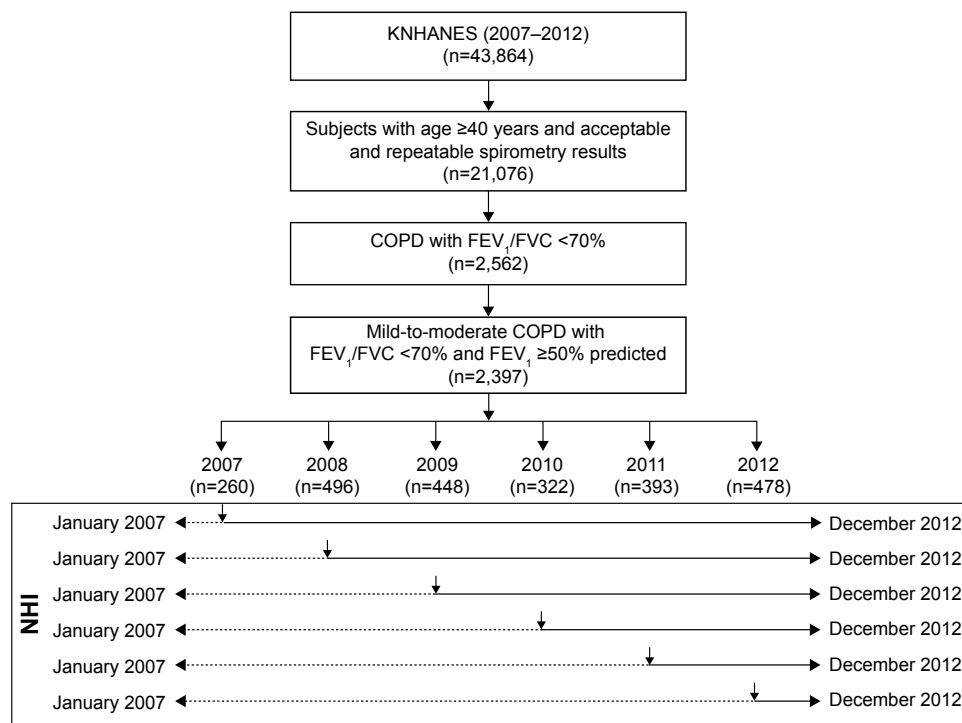 KNHANES (2007–2012)
(n=43,864)
Subjects with age ≥40 years and acceptable
and repeatable spirometry results
(n=21,076)
COPD with FEV₁/FVC <70%
(n=2,562)
Mild-to-moderate COPD with
FEV₁/FVC <70% and FEV₁ ≥50% predicted
(n=2,397)
2007 2008 2009 2010 2011 2012
(n=260) (n=496) (n=448) (n=322) (n=393) (n=478)
NHI
January 2007 December 2012
January 2007 December 2012
January 2007 December 2012
January 2007 December 2012
January 2007 December 2012
January 2007 December 2012